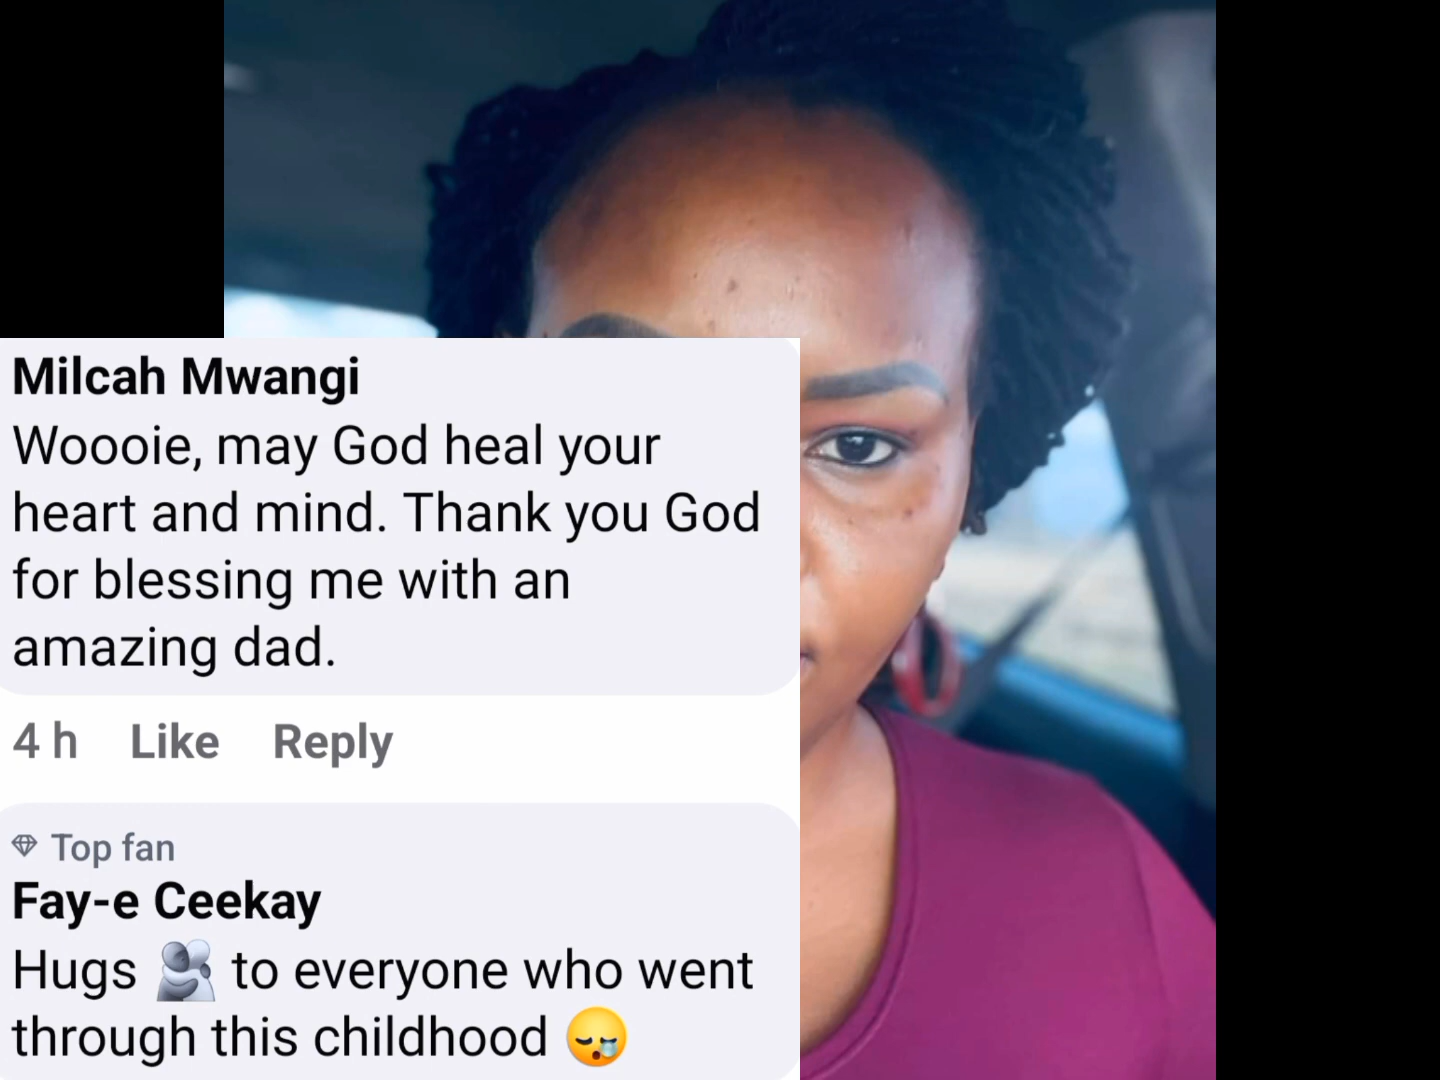 Milcah Mwangi
Woooie, may God heal your
heart and mind. Thank you God
for blessing me with an
amazing dad.
4 h Like Reply
Top fan
Fay-e Ceekay
Hugs 🫂 to everyone who went
through this childhood 😪